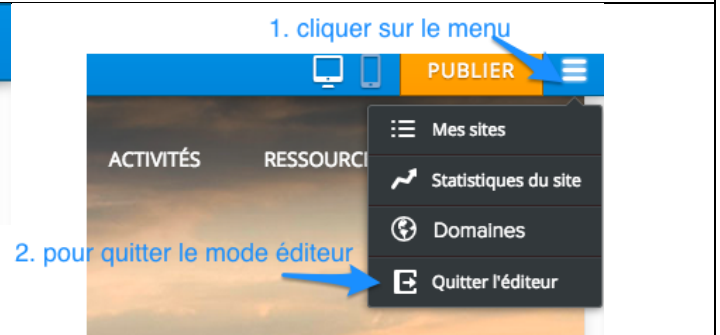 1. cliquer sur le menu
PUBLIER
Mes sites
ACTIVITÉS RESSOURCI
Statistiques du site
Domaines
2. pour quitter le mode éditeur
Quitter l'éditeur